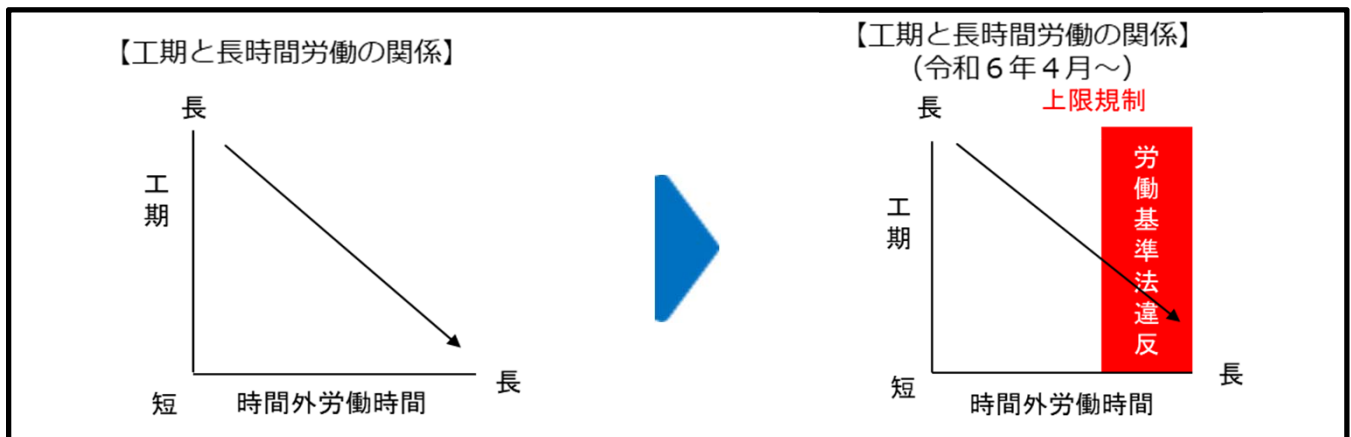 【工期と長時間労働の関係】
長
工期
短
時間外労働時間
長
【工期と長時間労働の関係】
(令和６年４月～)
上限規制
長
労働基準法違反
工期
短
時間外労働時間
長